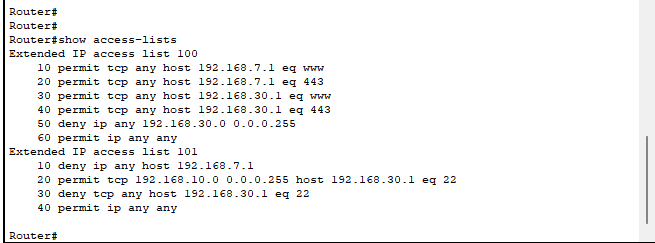 Router#
Router#
Router#show access-lists
Extended IP access list 100
    10 permit tcp any host 192.168.7.1 eq www
    20 permit tcp any host 192.168.7.1 eq 443
    30 permit tcp any host 192.168.30.1 eq www
    40 permit tcp any host 192.168.30.1 eq 443
    50 deny ip any 192.168.30.0 0.0.0.255
    60 permit ip any any
Extended IP access list 101
    10 deny ip any host 192.168.7.1
    20 permit tcp 192.168.10.0 0.0.0.255 host 192.168.30.1 eq 22
    30 deny tcp any host 192.168.30.1 eq 22
    40 permit ip any any
Router#